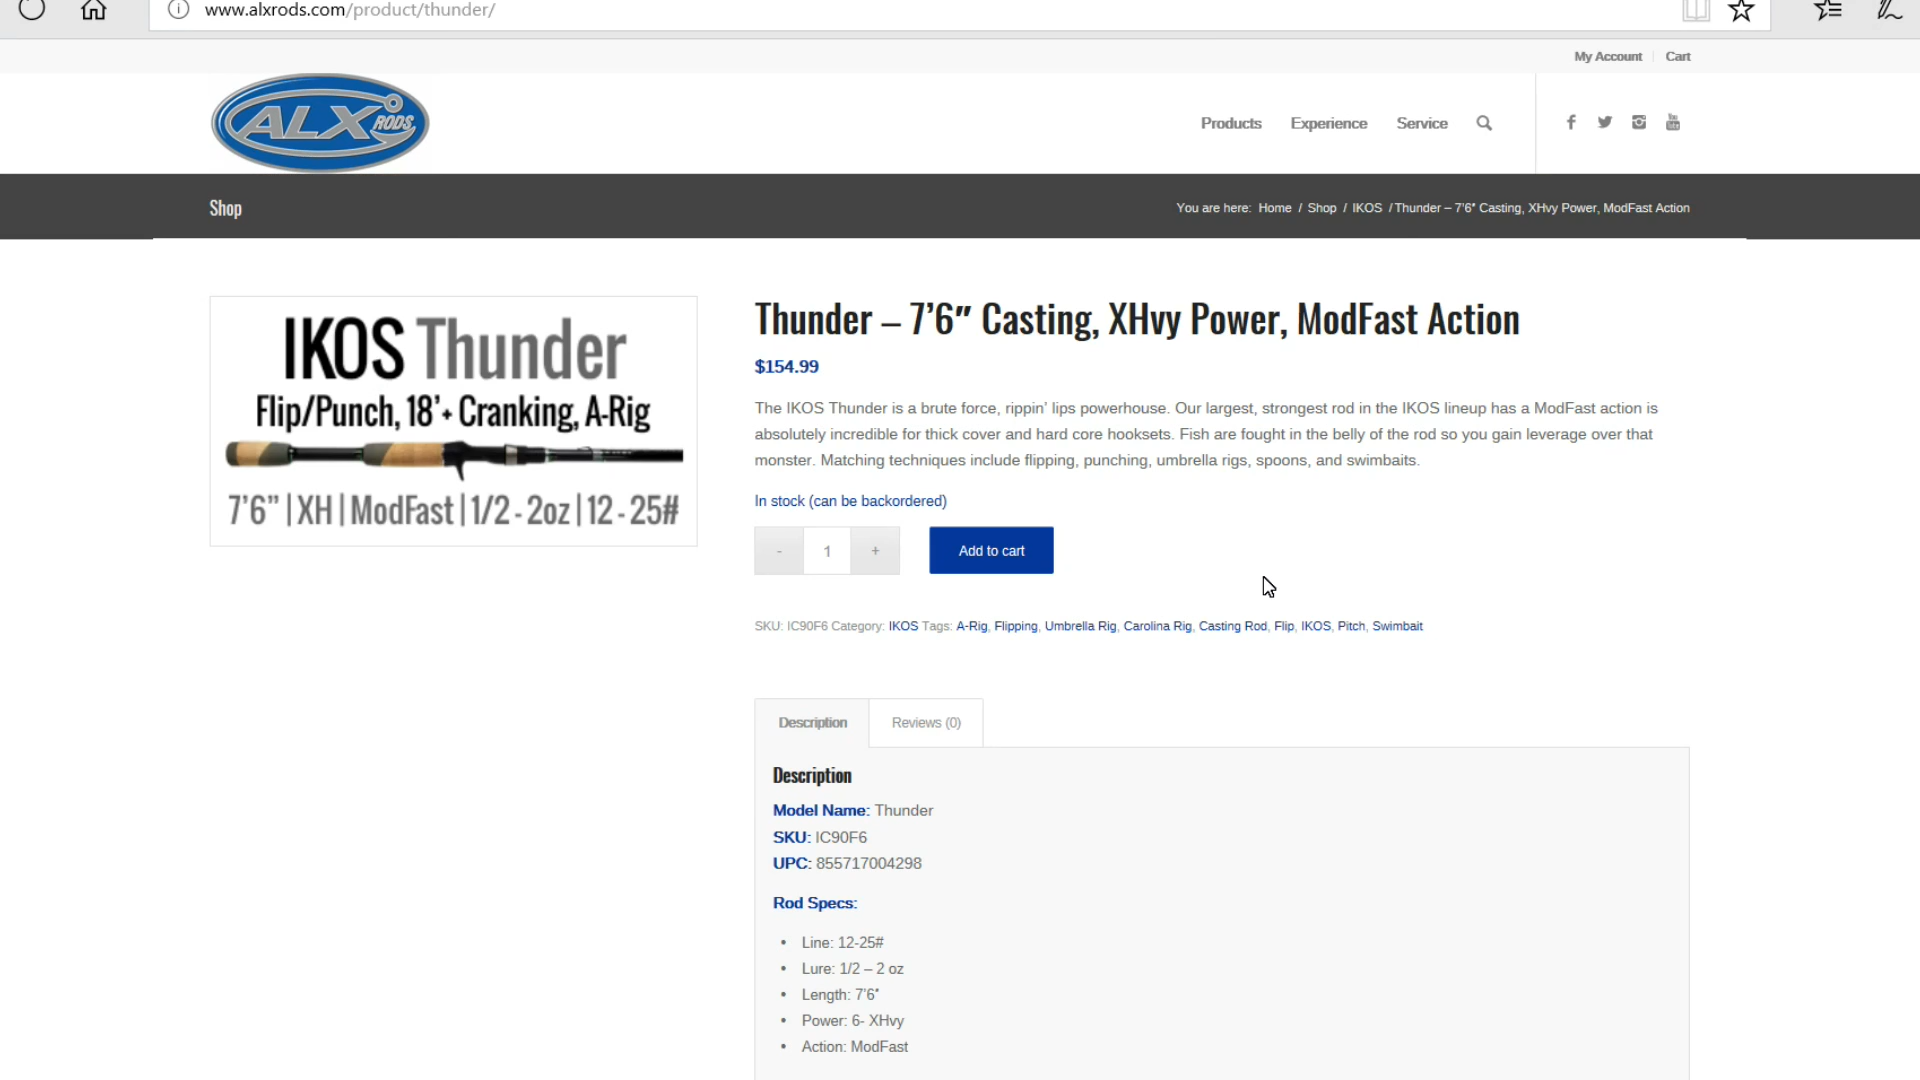 www.alxrods.com/product/thunder/
My Account
Cart
ALX RODS
Products
Experience
Service
You Tube
Shop
You are here: Home / Shop / IKOS / Thunder – 7'6″ Casting, XHvy Power, ModFast Action
IKOS Thunder
Flip/Punch, 18'+ Cranking, A-Rig
7'6" | XH | ModFast | 1/2 - 2oz | 12 - 25#
Thunder – 7’6″ Casting, XHvy Power, ModFast Action
$154.99
The IKOS Thunder is a brute force, rippin’ lips powerhouse. Our largest, strongest rod in the IKOS lineup has a ModFast action is
absolutely incredible for thick cover and hard core hooksets. Fish are fought in the belly of the rod so you gain leverage over that
monster. Matching techniques include flipping, punching, umbrella rigs, spoons, and swimbaits.
In stock (can be backordered)
- 1 +
Add to cart
SKU: IC90F6 Category: IKOS Tags: A-Rig, Flipping, Umbrella Rig, Carolina Rig, Casting Rod, Flip, IKOS, Pitch, Swimbait
Description
Reviews (0)
Description
Model Name: Thunder
SKU: IC90F6
UPC: 855717004298
Rod Specs:
• Line: 12-25#
• Lure: 1/2 – 2 oz
• Length: 7’6″
• Power: 6- XHvy
• Action: ModFast